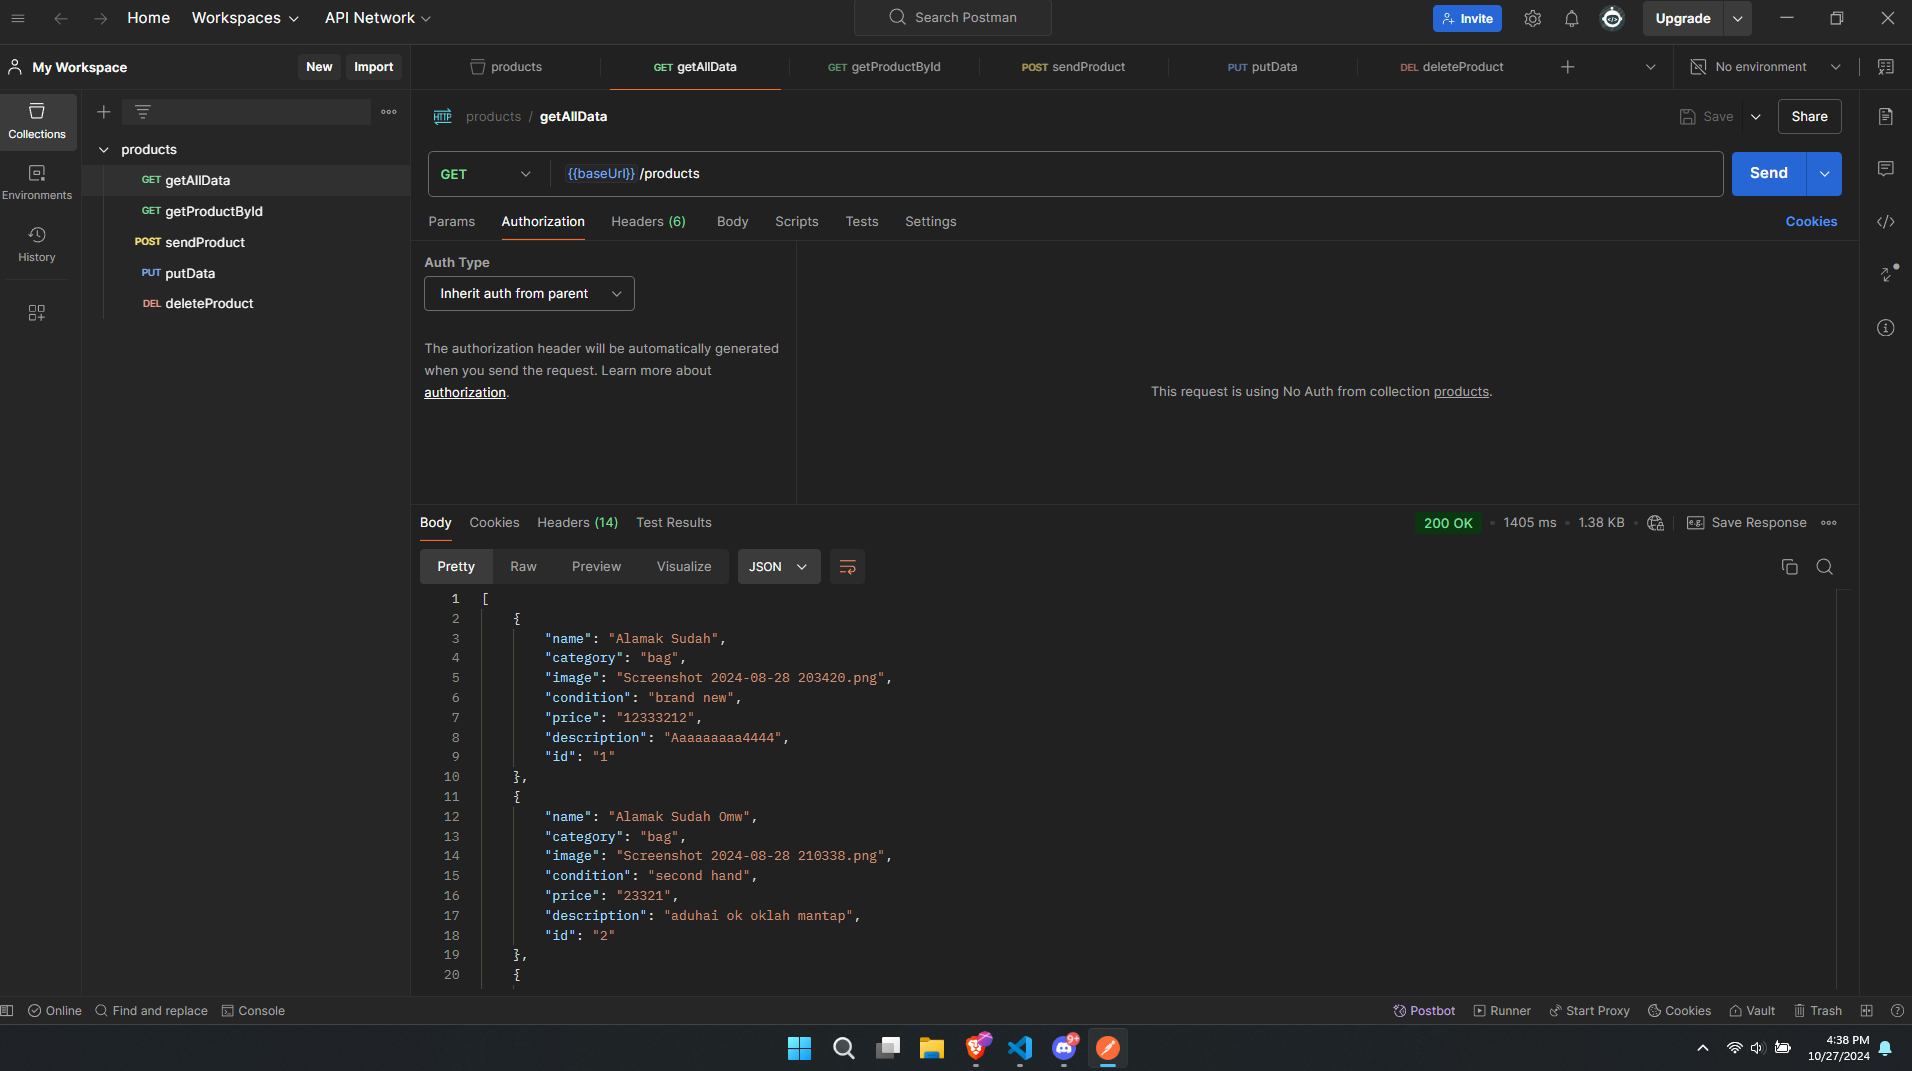 Home Workspaces API Network Search Postman Invite Upgrade
My Workspace New Import products GET getAllData GET getProductById POST sendProduct PUT putData DEL deleteProduct No environment
Collections
Environments
History
products
GET getAllData
GET getProductById
POST sendProduct
PUT putData
DEL deleteProduct
HTTP products / getAllData Save Share
GET {{baseUrl}} /products Send
Params Authorization Headers (6) Body Scripts Tests Settings Cookies
Auth Type
Inherit auth from parent
The authorization header will be automatically generated
when you send the request. Learn more about
authorization.
This request is using No Auth from collection products.
Body Cookies Headers (14) Test Results 200 OK 1405 ms 1.38 KB e.g. Save Response
Pretty Raw Preview Visualize JSON
1 [
2 {
3 "name": "Alamak Sudah",
4 "category": "bag",
5 "image": "Screenshot 2024-08-28 203420.png",
6 "condition": "brand new",
7 "price": "12333212",
8 "description": "Aaaaaaaaa4444",
9 "id": "1"
10 },
11 {
12 "name": "Alamak Sudah Omw",
13 "category": "bag",
14 "image": "Screenshot 2024-08-28 210338.png",
15 "condition": "second hand",
16 "price": "23321",
17 "description": "aduhai ok oklah mantap",
18 "id": "2"
19 },
20 {
Online Find and replace Console Postbot Runner Start Proxy Cookies Vault Trash
9+
4:38 PM
10/27/2024